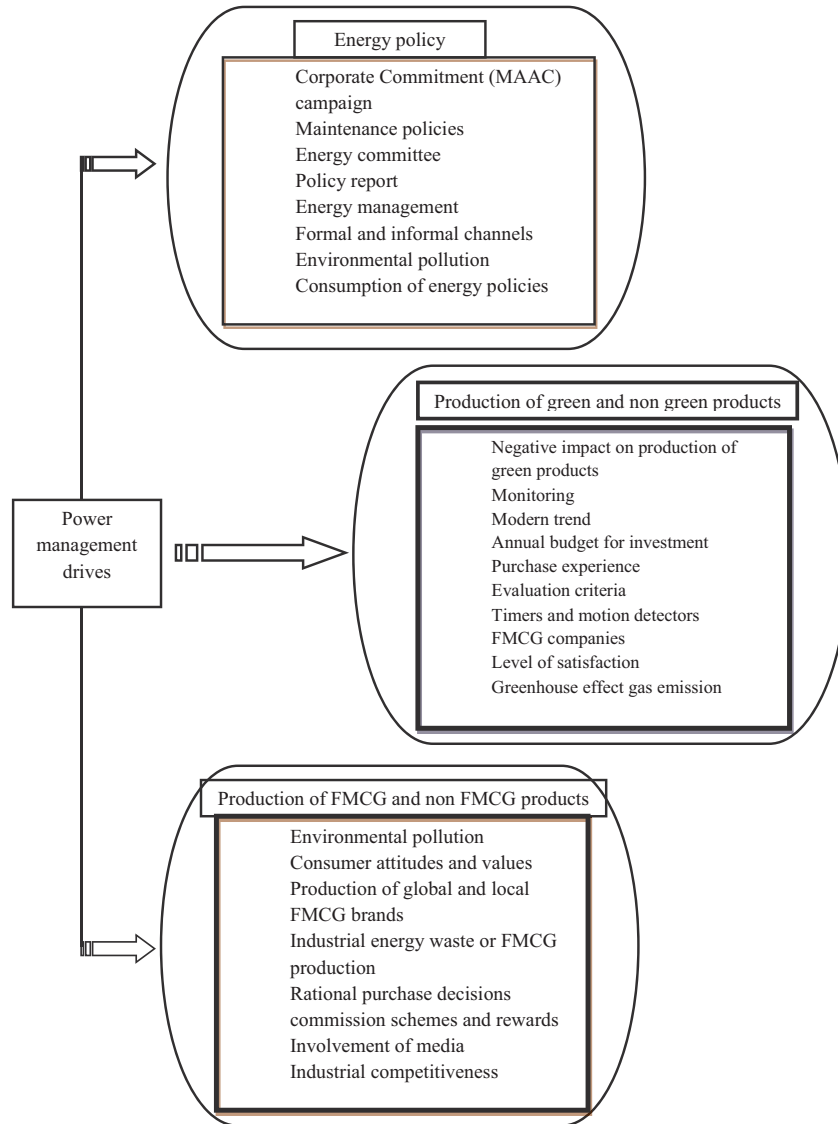 Energy policy
Corporate Commitment (MAAC)
campaign
Maintenance policies
Energy committee
Policy report
Energy management
Formal and informal channels
Environmental pollution
Consumption of energy policies
Production of green and non green products
Negative impact on production of
green products
Monitoring
Modern trend
Annual budget for investment
Purchase experience
Evaluation criteria
Timers and motion detectors
FMCG companies
Level of satisfaction
Greenhouse effect gas emission
Power
management
drives
Production of FMCG and non FMCG products
Environmental pollution
Consumer attitudes and values
Production of global and local
FMCG brands
Industrial energy waste or FMCG
production
Rational purchase decisions
commission schemes and rewards
Involvement of media
Industrial competitiveness